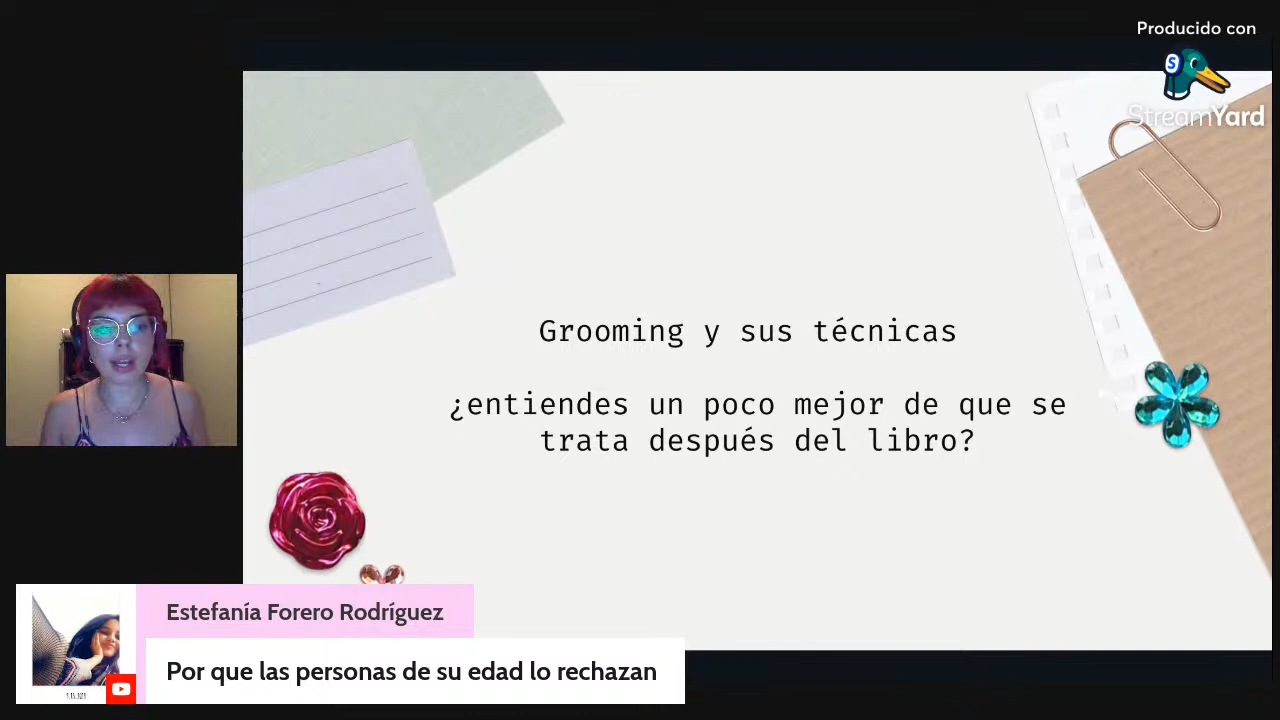 Producido con
StreamYard
Grooming y sus técnicas
¿entiendes un poco mejor de que se
trata después del libro?
Estefanía Forero Rodríguez
Por que las personas de su edad lo rechazan